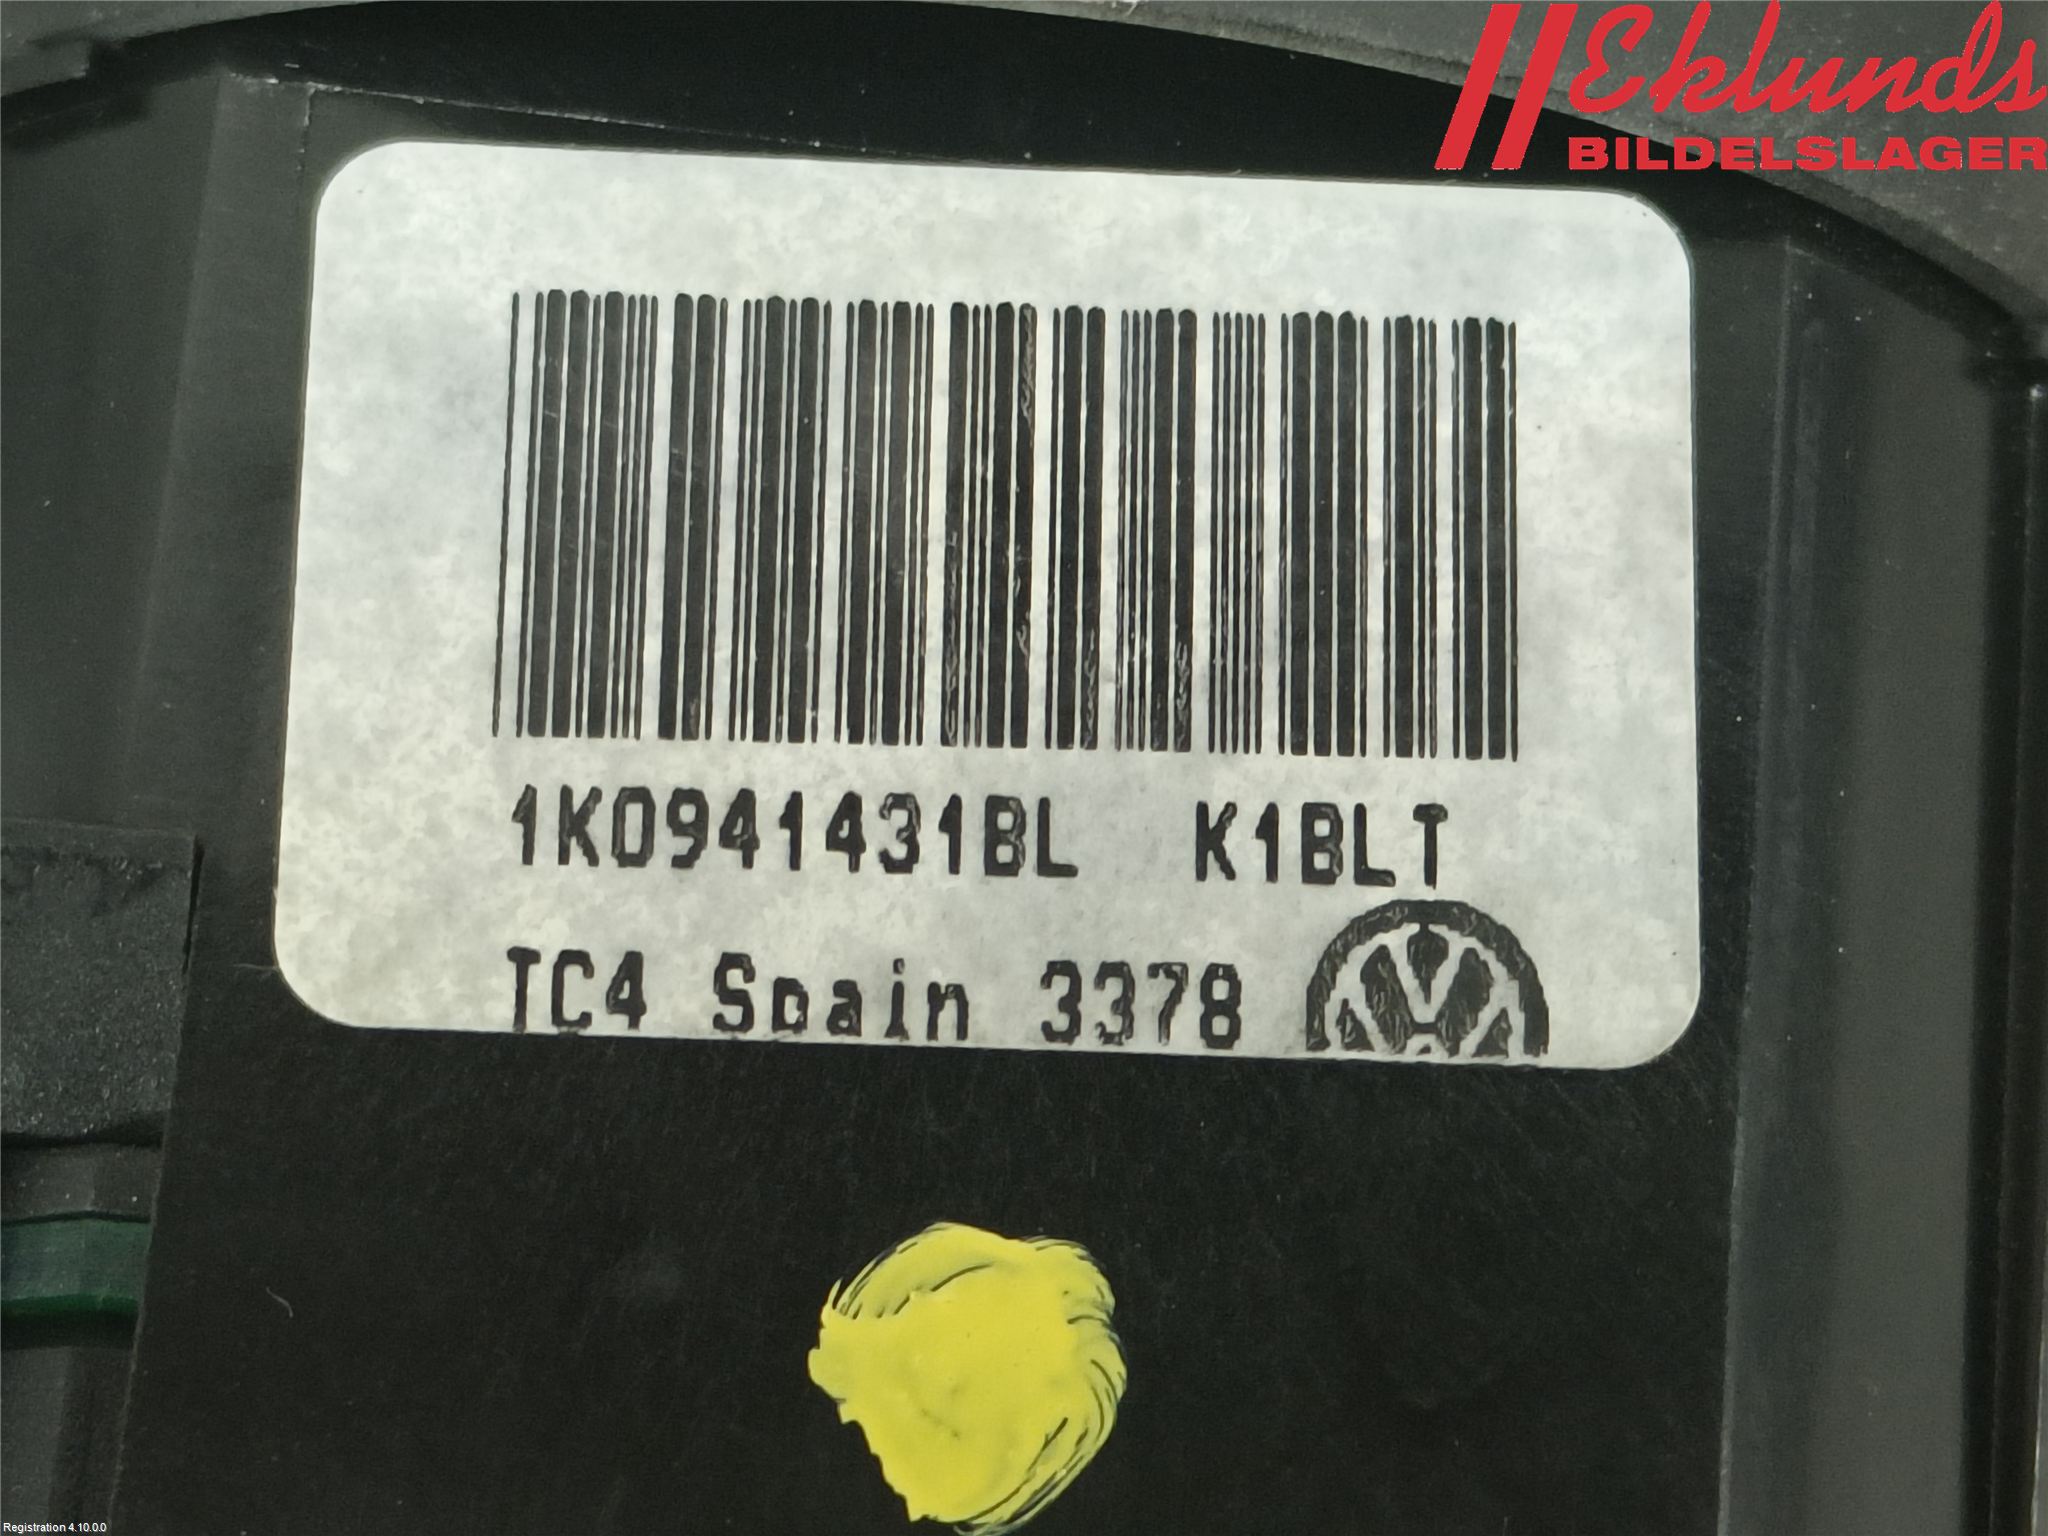 Eklunds
BILDELSLAGER
1K0941431BL K1BLT
TC4 Spain 3378
Registration 4.10.0.0